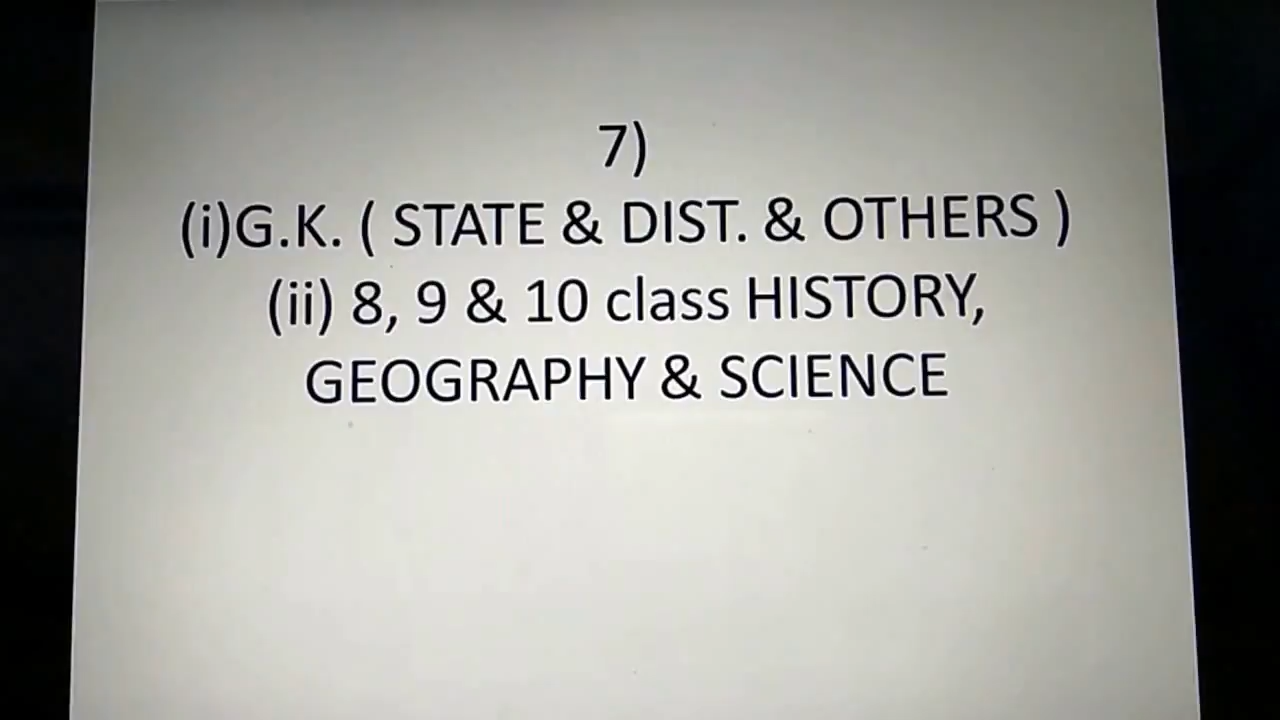 7)
(i)G.K. ( STATE & DIST. & OTHERS )
(ii) 8, 9 & 10 class HISTORY,
GEOGRAPHY & SCIENCE